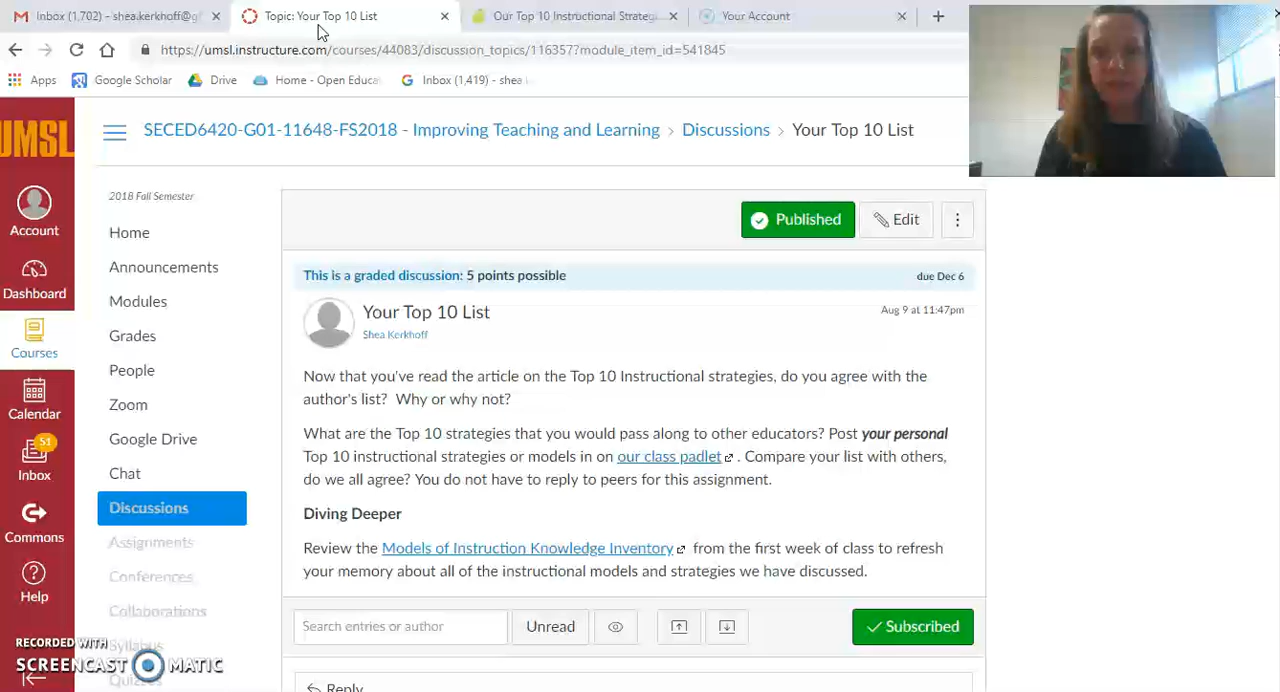 Inbox (1,702) - shea.kerkhoff@g
Topic: Your Top 10 List
Our Top 10 Instructional Strateg
Your Account
https://umsl.instructure.com/courses/44083/discussion_topics/116357?module_item_id=541845
Apps
Google Scholar
Drive
Home - Open Educa
Inbox (1,419) - shea
UMSL
SECED6420-G01-11648-FS2018 - Improving Teaching and Learning > Discussions > Your Top 10 List
Account
Dashboard
Courses
Calendar
51
Inbox
Commons
Help
2018 Fall Semester
Home
Announcements
Modules
Grades
People
Zoom
Google Drive
Chat
Discussions
Assignments
Conferences
Collaborations
Syllabus
Quizzes
Published
Edit
This is a graded discussion: 5 points possible
due Dec 6
Your Top 10 List
Aug 9 at 11:47pm
Shea Kerkhoff
Now that you've read the article on the Top 10 Instructional strategies, do you agree with the
author's list?  Why or why not?
What are the Top 10 strategies that you would pass along to other educators? Post your personal
Top 10 instructional strategies or models in on our class padlet . Compare your list with others,
do we all agree? You do not have to reply to peers for this assignment.
Diving Deeper
Review the Models of Instruction Knowledge Inventory from the first week of class to refresh
your memory about all of the instructional models and strategies we have discussed.
Search entries or author
Unread
Subscribed
Reply
RECORDED WITH
SCREENCAST MATIC